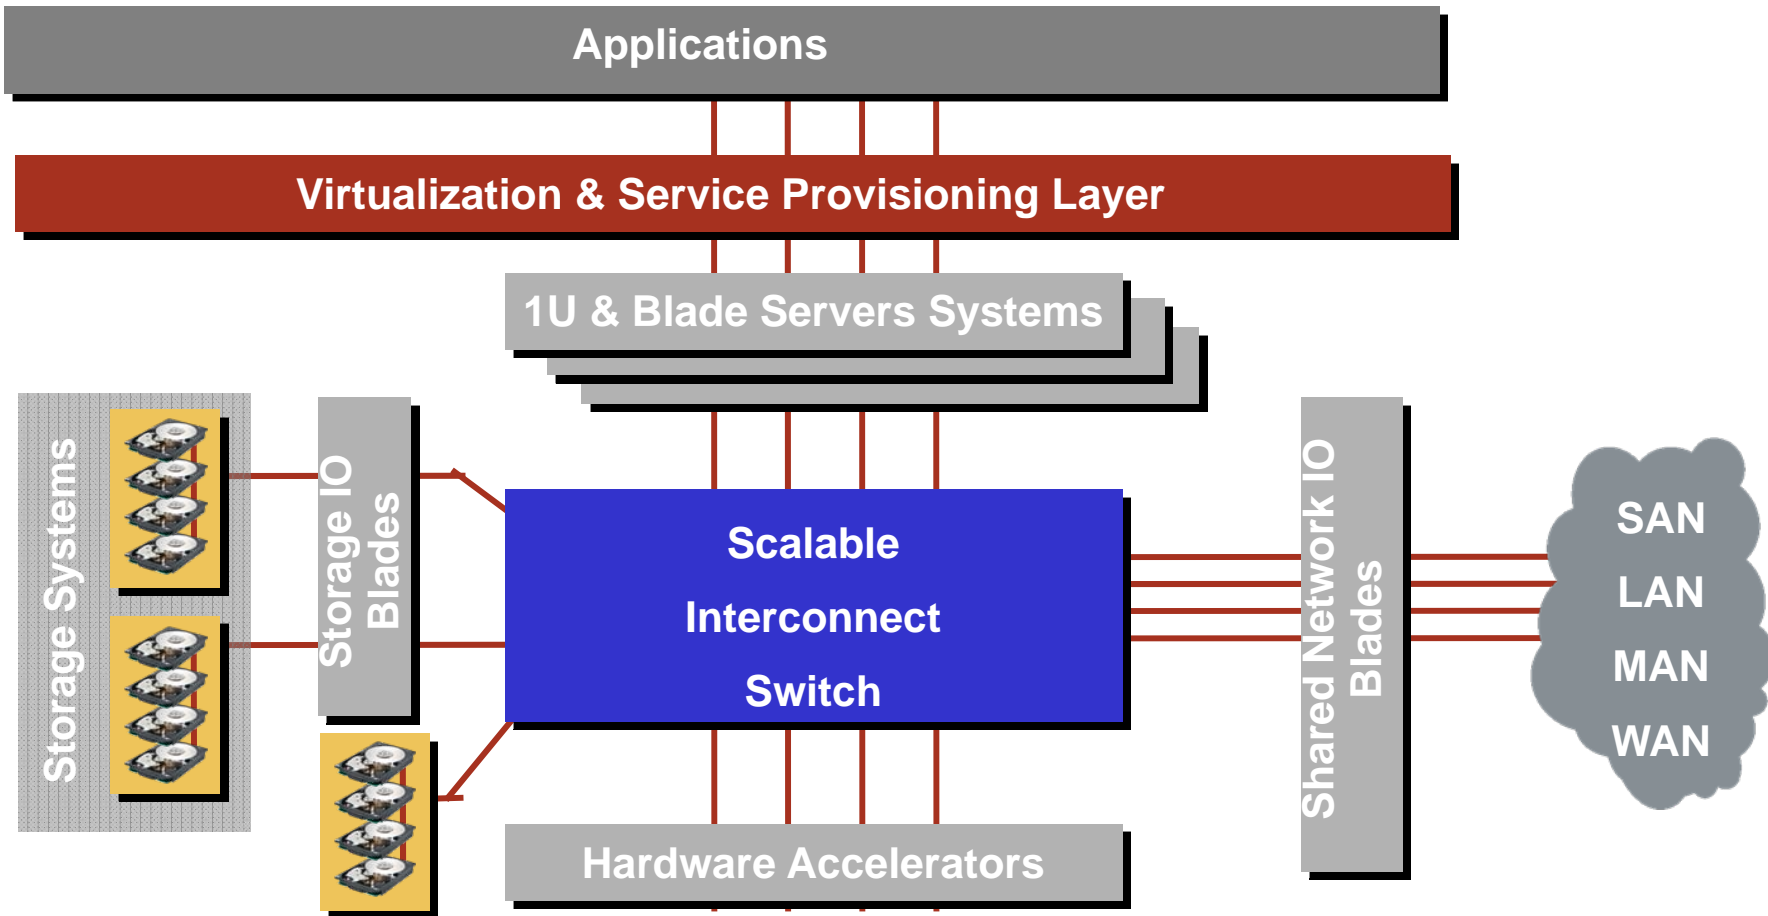 Applications
Virtualization & Service Provisioning Layer
1U & Blade Servers Systems
Storage Systems
Storage IO
Blades
Scalable
Interconnect
Switch
Shared Network IO
Blades
SAN
LAN
MAN
WAN
Hardware Accelerators